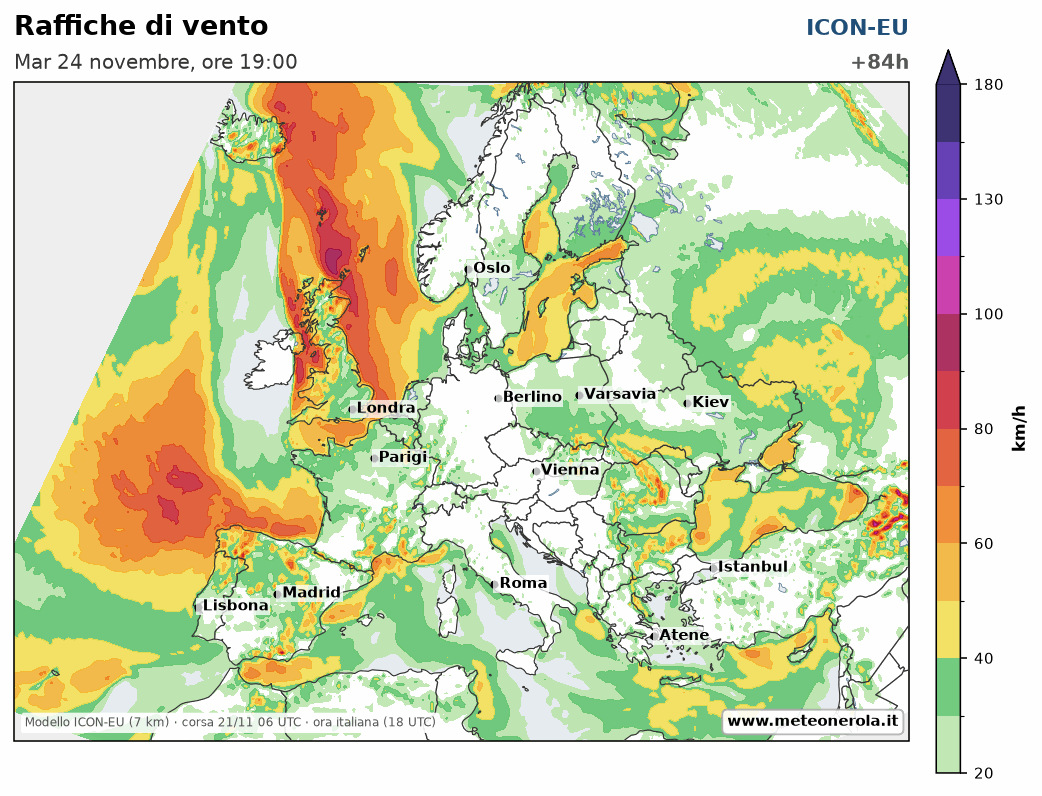 Raffiche di vento
ICON-EU
Mar 24 novembre, ore 19:00
+84h
180
130
100
80
60
40
20
km/h
Oslo
Berlino
Varsavia
Kiev
Londra
Parigi
Vienna
Istanbul
Roma
Madrid
Lisbona
Atene
Modello ICON-EU (7 km) · corsa 21/11 06 UTC · ora italiana (18 UTC)
www.meteonerola.it